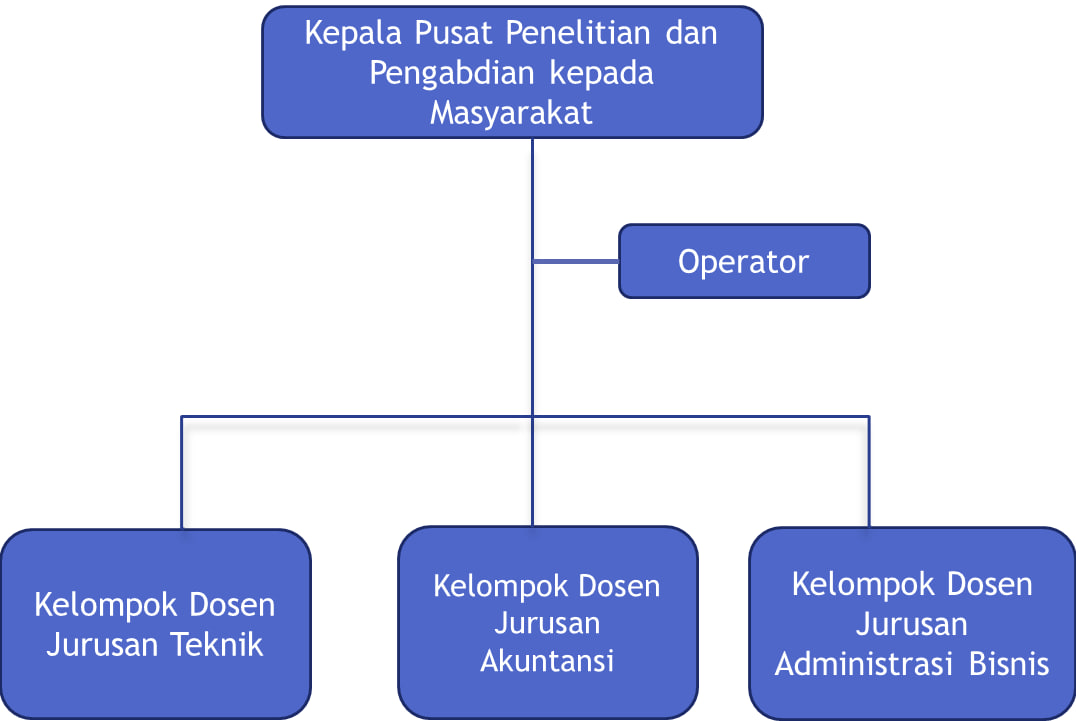 Kepala Pusat Penelitian dan
Pengabdian kepada
Masyarakat
Operator
Kelompok Dosen
Jurusan Teknik
Kelompok Dosen
Jurusan
Akuntansi
Kelompok Dosen
Jurusan
Administrasi Bisnis